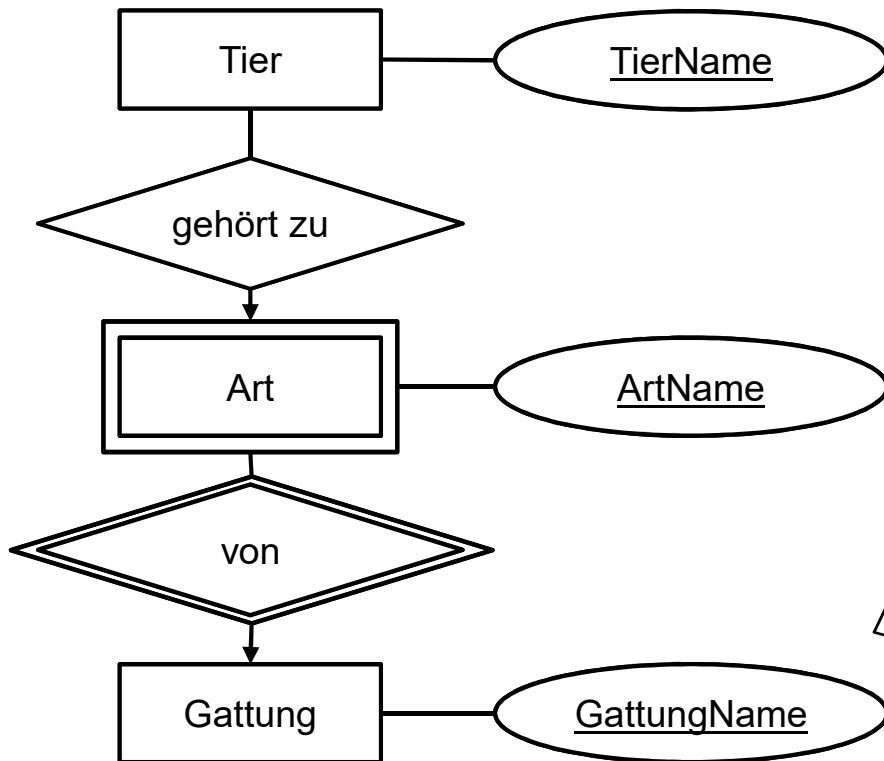 Tier
TierName
gehört zu
Art
ArtName
von
Gattung
GattungName